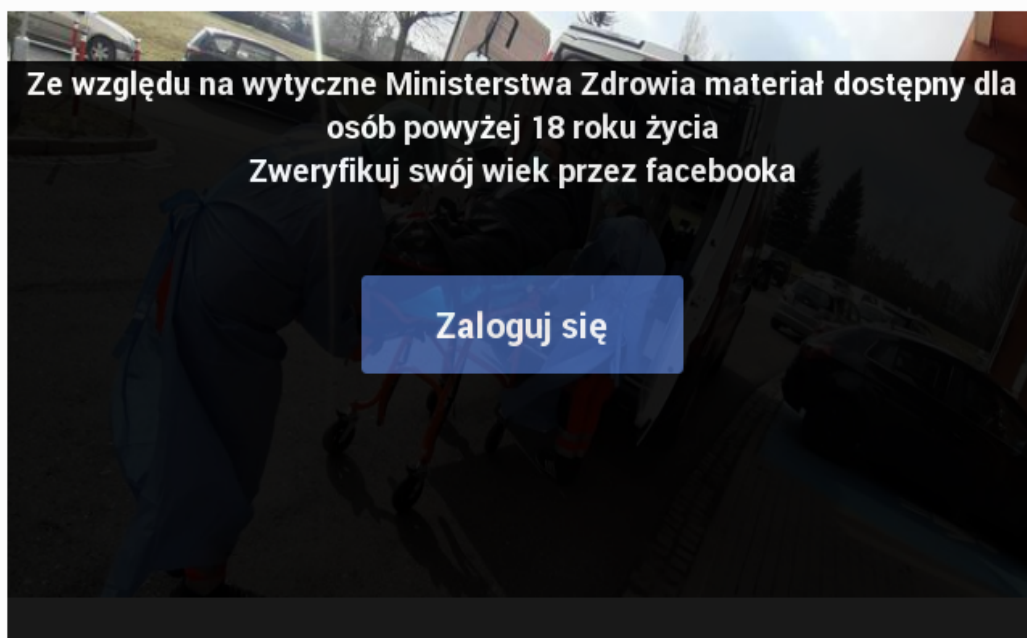 Ze względu na wytyczne Ministerstwa Zdrowia materiał dostępny dla
osób powyżej 18 roku życia
Zweryfikuj swój wiek przez facebooka
Zaloguj się